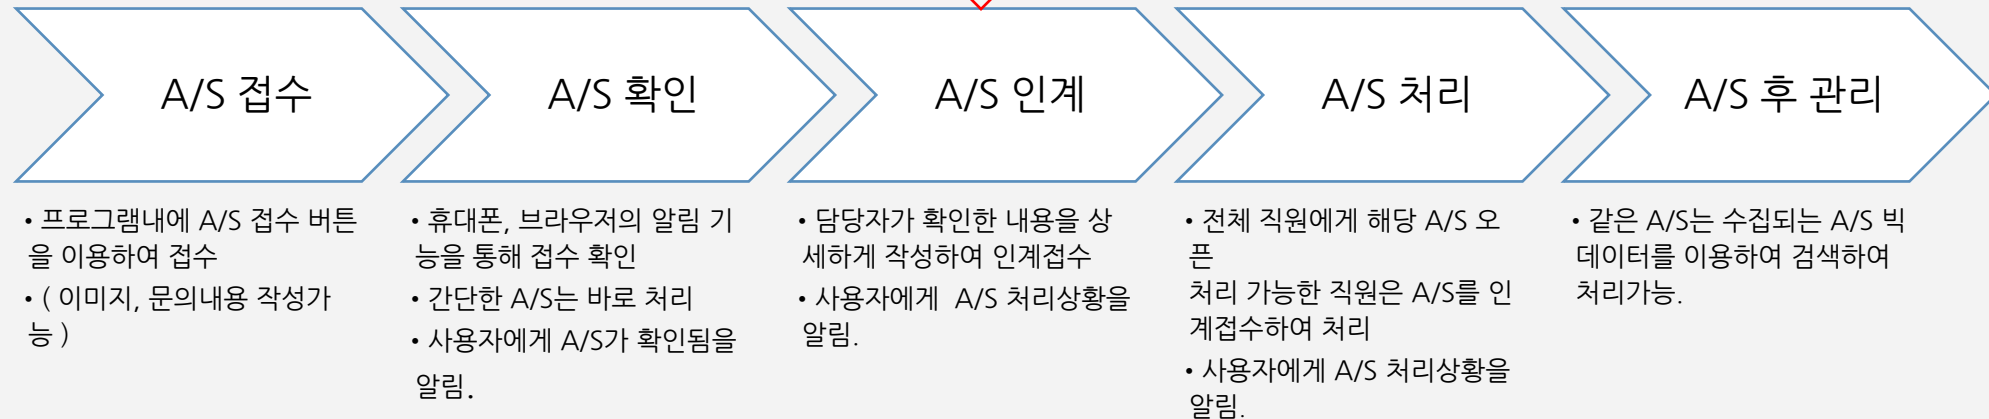 A/S 접수
A/S 확인
A/S 인계
A/S 처리
A/S 후 관리
• 프로그램내에 A/S 접수 버튼
을 이용하여 접수
• ( 이미지, 문의내용 작성가
능 )
• 휴대폰, 브라우저의 알림 기
능을 통해 접수 확인
• 간단한 A/S는 바로 처리
• 사용자에게 A/S가 확인됨을
알림.
• 담당자가 확인한 내용을 상
세하게 작성하여 인계접수
• 사용자에게 A/S 처리상황을
알림.
• 전체 직원에게 해당 A/S 오
픈
처리 가능한 직원은 A/S를 인
계접수하여 처리
• 사용자에게 A/S 처리상황을
알림.
• 같은 A/S는 수집되는 A/S 빅
데이터를 이용하여 검색하여
처리가능.